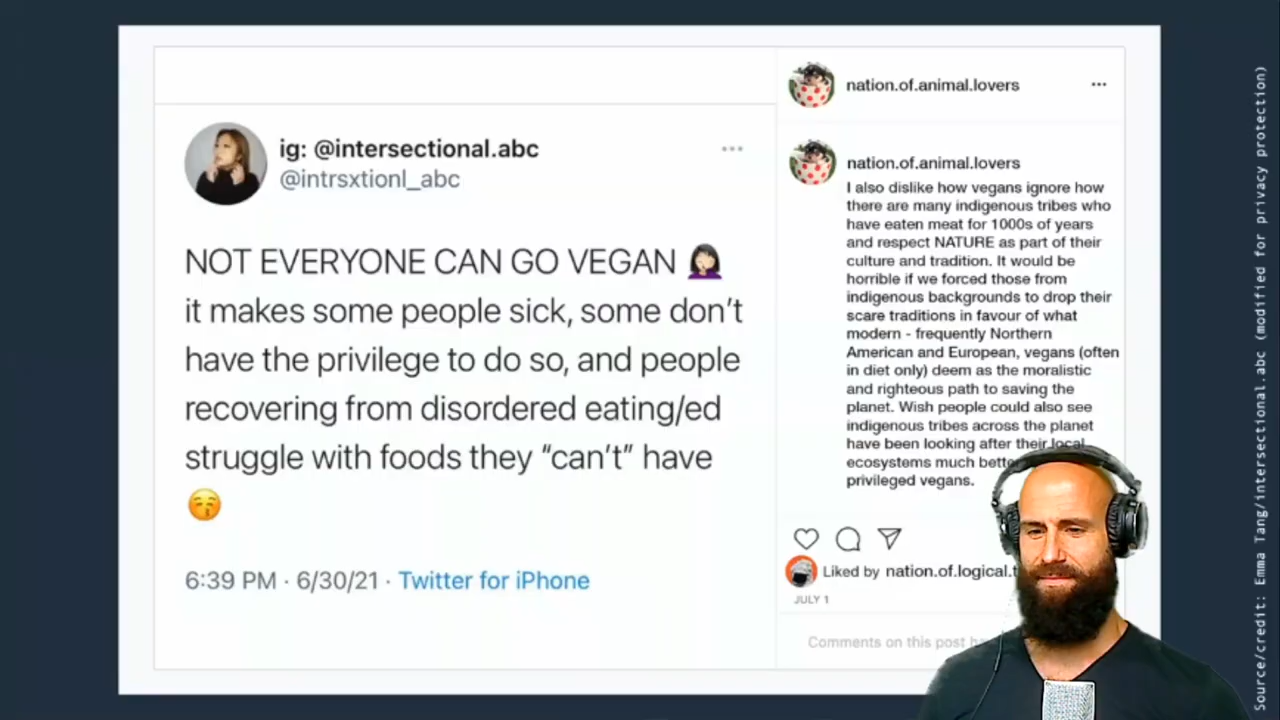 ig: @intersectional.abc
@intrsxtionl_abc
NOT EVERYONE CAN GO VEGAN 🤦🏻‍♀️
it makes some people sick, some don't
have the privilege to do so, and people
recovering from disordered eating/ed
struggle with foods they “can't” have
😚
6:39 PM · 6/30/21 · Twitter for iPhone
nation.of.animal.lovers
nation.of.animal.lovers
I also dislike how vegans ignore how
there are many indigenous tribes who
have eaten meat for 1000s of years
and respect NATURE as part of their
culture and tradition. It would be
horrible if we forced those from
indigenous backgrounds to drop their
scare traditions in favour of what
modern - frequently Northern
American and European, vegans (often
in diet only) deem as the moralistic
and righteous path to saving the
planet. Wish people could also see
indigenous tribes across the planet
have been looking after their local
ecosystems much
privileged vegans.
Liked by nation.of.logical.
JULY 1
Comments on this post
Source/credit: Emma Tang/intersectional.abc (modified for privacy protection)